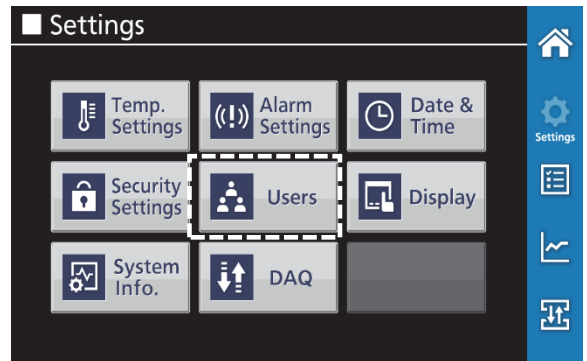 Settings
Temp.
Settings
Alarm
Settings
Date &
Time
Settings
Security
Settings
Users
Display
System
Info.
DAQ